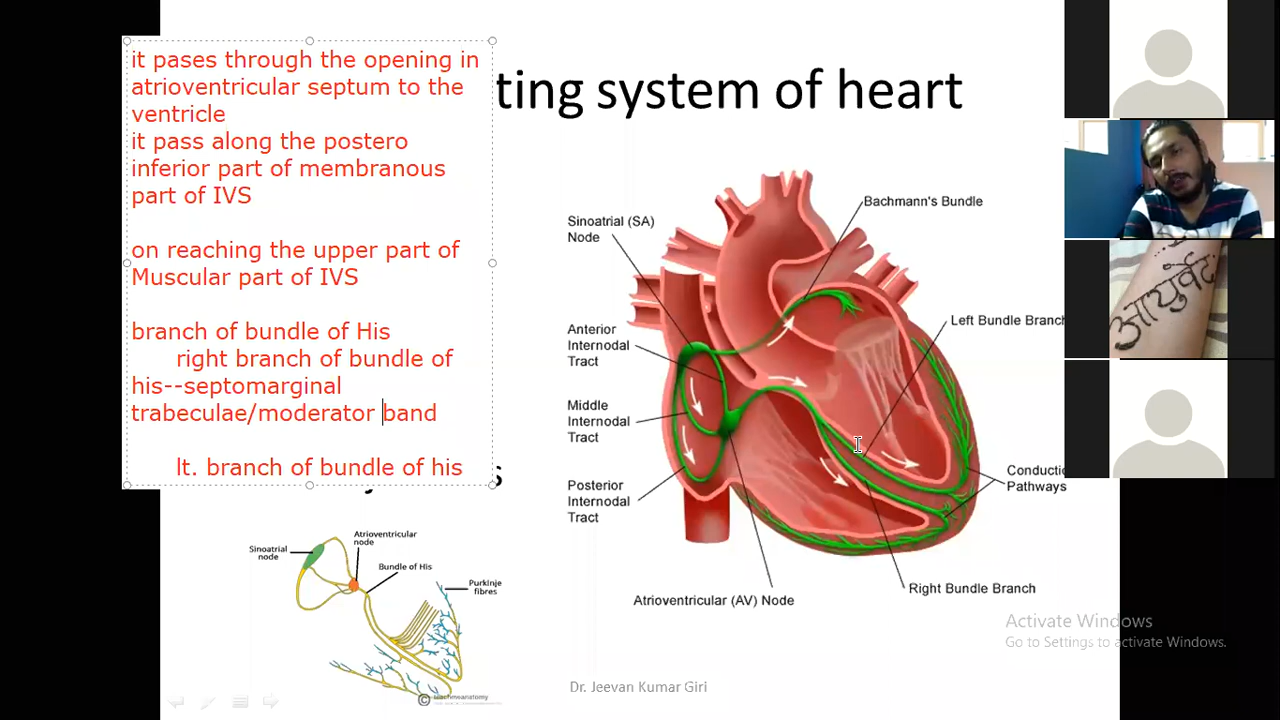 it pases through the opening in
atrioventricular septum to the
ventricle
it pass along the postero
inferior part of membranous
part of IVS
on reaching the upper part of
Muscular part of IVS
branch of bundle of His
right branch of bundle of
his--septomarginal
trabeculae/moderator band
lt. branch of bundle of his
ting system of heart
Bachmann's Bundle
Sinoatrial (SA)
Node
Left Bundle Branch
Anterior
Internodal
Tract
Middle
Internodal
Tract
Posterior
Internodal
Tract
Conductio
Pathways
Right Bundle Branch
Atrioventricular (AV) Node
Sinoatrial
node
Atrioventricular
node
Bundle of His
Purkinje
fibres
©
Dr. Jeevan Kumar Giri
Activate Windows
Go to Settings to activate Windows.
आयुर्वेद